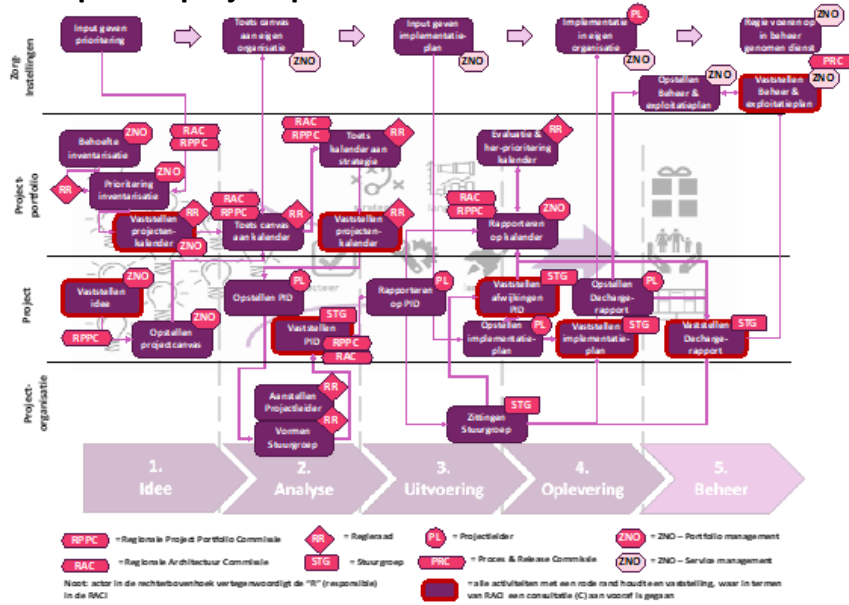 Input geven
prioritering
Toets canvas
aan eigen
organisatie
ZNO
Input geven
implementatie-
plan
ZNO
Implementatie
in eigen
organisatie
PL
ZNO
Regie voeren op
in beheer
genomen dienst
ZNO
PRC
Opstellen
Beheer &
exploitatieplan
ZNO
Vaststellen
Beheer &
exploitatieplan
ZNO
Zorg-
instellingen
Project-
portfolio
Behoefte
inventarisatie
ZNO
RAC
RPPC
Prioritering
inventarisatie
ZNO
RR
Vaststellen
projecten-
kalender
RR
ZNO
RAC
RPPC
Toets canvas
aan kalender
RR
RAC
RPPC
Toets
kalender aan
strategie
RR
Vaststellen
projecten-
kalender
RR
Evaluatie &
her-prioritering
kalender
RR
RAC
RPPC
Rapporteren
op kalender
ZNO
Project
Vaststellen
idee
ZNO
RPPC
Opstellen
projectcanvas
ZNO
Opstellen PID
PL
Vaststellen
PID
STG
RPPC
RAC
Rapporteren
op PID
PL
Vaststellen
afwijkingen
PID
STG
Opstellen
implementatie-
plan
PL
Opstellen
Decharge-
rapport
PL
Vaststellen
implementatie-
plan
STG
Vaststellen
Decharge-
rapport
STG
Project-
organisatie
Aanstellen
Projectleider
RR
Vormen
Stuurgroep
RR
Zittingen
Stuurgroep
STG
1.
Idee
2.
Analyse
3.
Uitvoering
4.
Oplevering
5.
Beheer
RPPC = Regionale Project Portfolio Commissie
RR = Regieraad
PL = Projectleider
ZNO = ZNO – Portfolio management
RAC = Regionale Architectuur Commissie
STG = Stuurgroep
PRC = Proces & Release Commissie
ZNO = ZNO – Service management
Noot: actor in de rechterbovenhoek vertegenwoordigt de "R" (responsible)
in de RACI
= alle activiteiten met een rode rand houdt een vaststelling, waar in termen
van RACI een consultatie (C) aan vooraf is gegaan